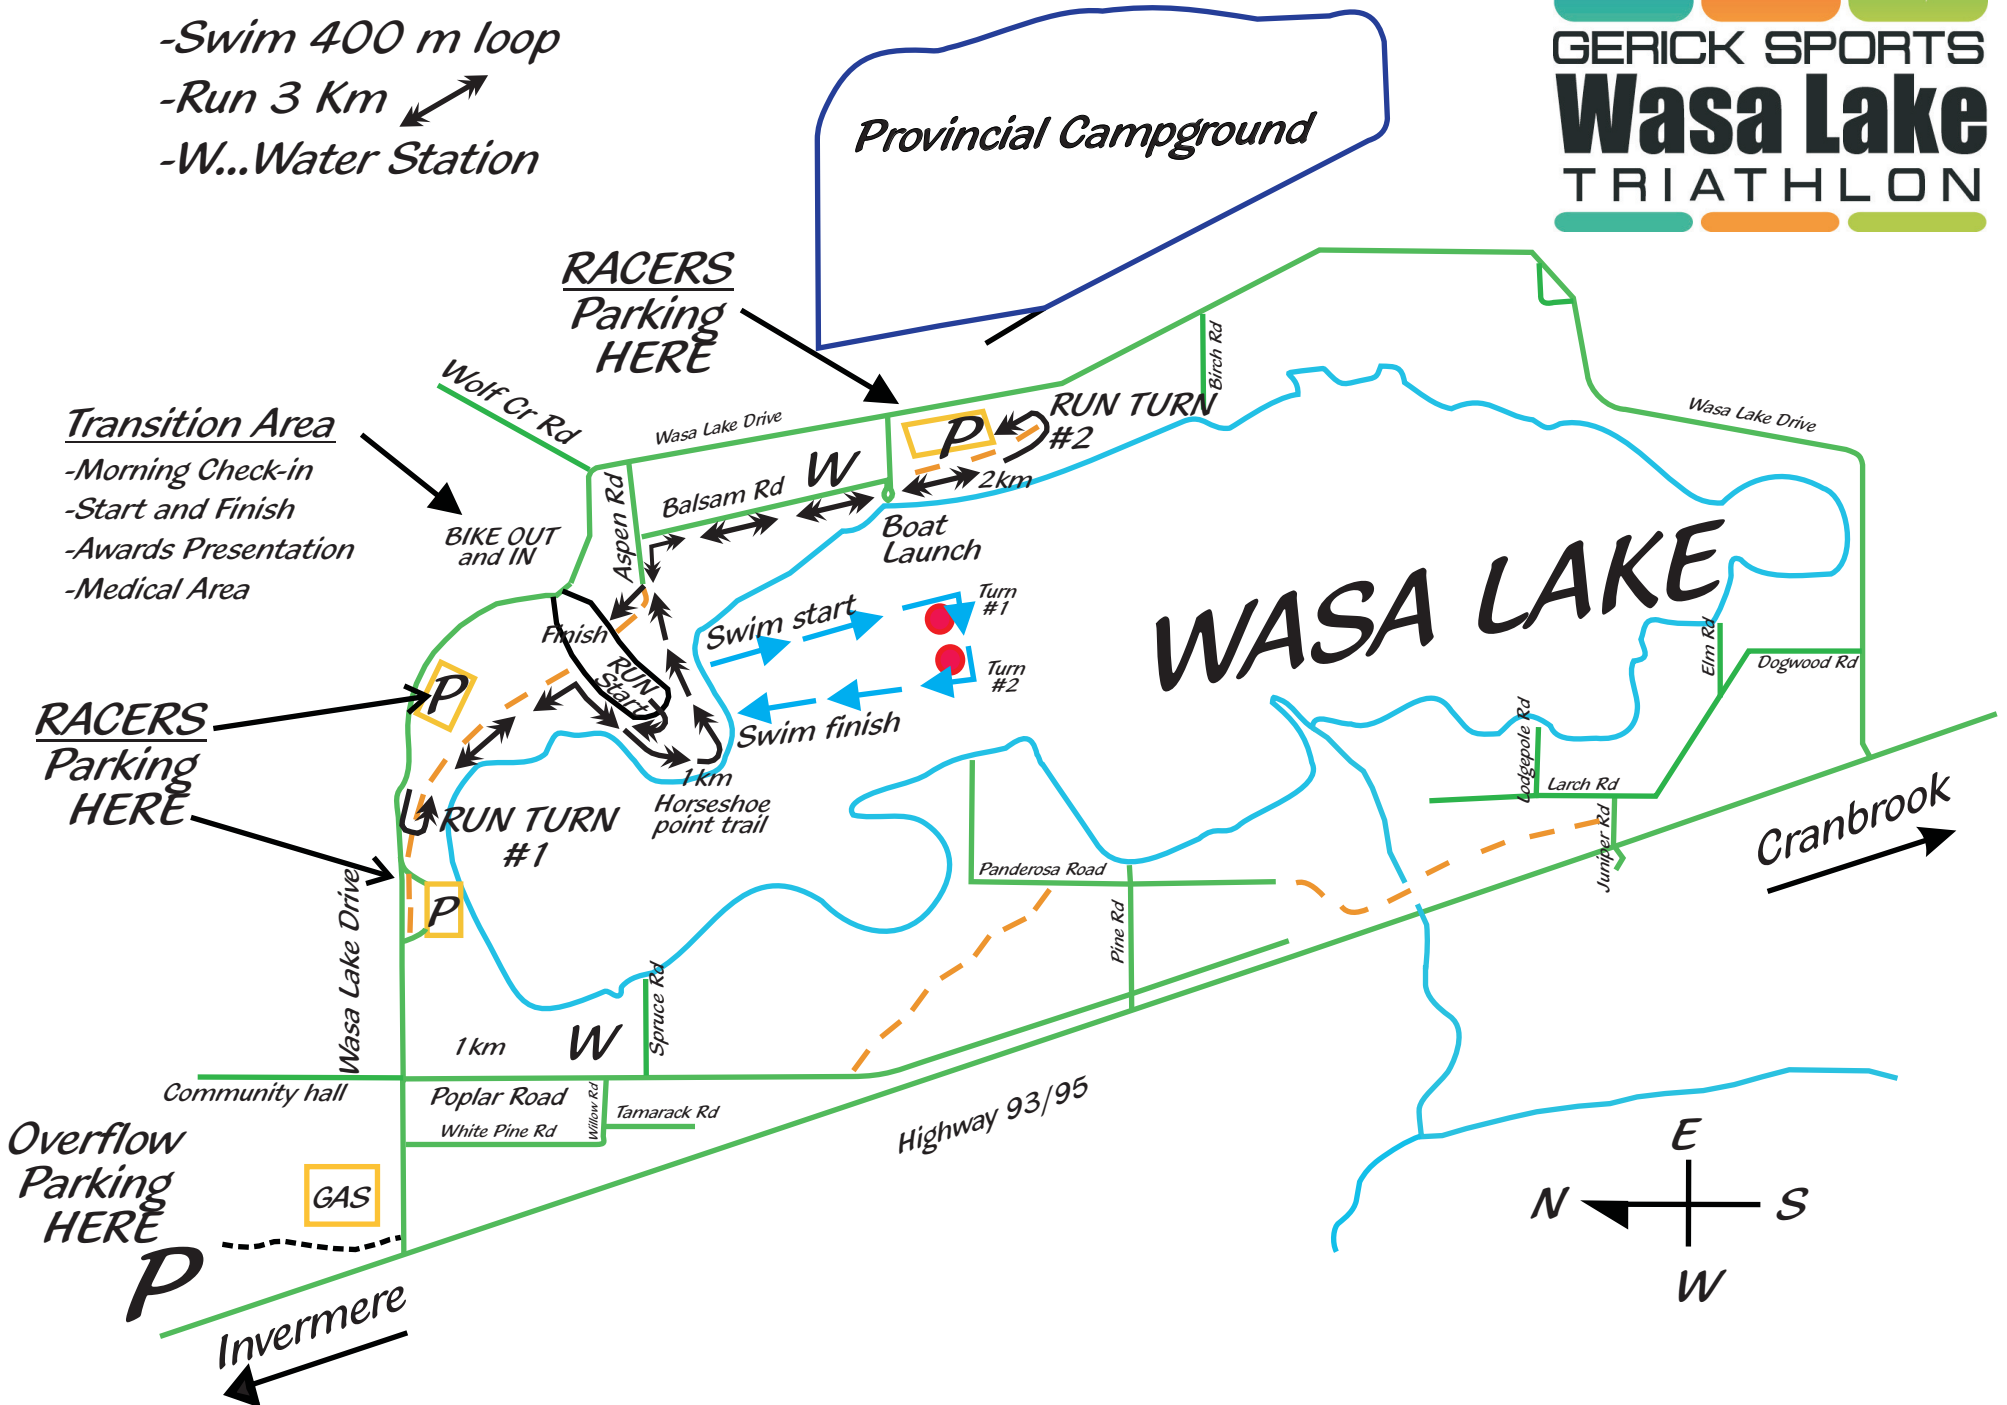 -Swim 400 m loop
-Run 3 Km
-W...Water Station
GERICK SPORTS
Wasa Lake
TRIATHLON
Provincial Campground
RACERS
Parking
HERE
Wolf Cr Rd
Transition Area
-Morning Check-in
-Start and Finish
-Awards Presentation
-Medical Area
BIKE OUT
and IN
Wasa Lake Drive
Aspen Rd
Balsam Rd
W
P
RUN TURN
#2
2km
Birch Rd
Wasa Lake Drive
Boat
Launch
Swim start
Turn
#1
Turn
#2
Swim finish
WASA LAKE
Finish
RUN
Start
1km
Horseshoe
point trail
RACERS
Parking
HERE
P
RUN TURN
#1
P
Wasa Lake Drive
Elm Rd
Dogwood Rd
Lodgepole Rd
Larch Rd
Juniper Rd
Cranbrook
Panderosa Road
Pine Rd
Spruce Rd
1km
W
Community hall
Poplar Road
White Pine Rd
Willow Rd
Tamarack Rd
Highway 93/95
Overflow
Parking
HERE
P
GAS
Invermere
E
N
S
W